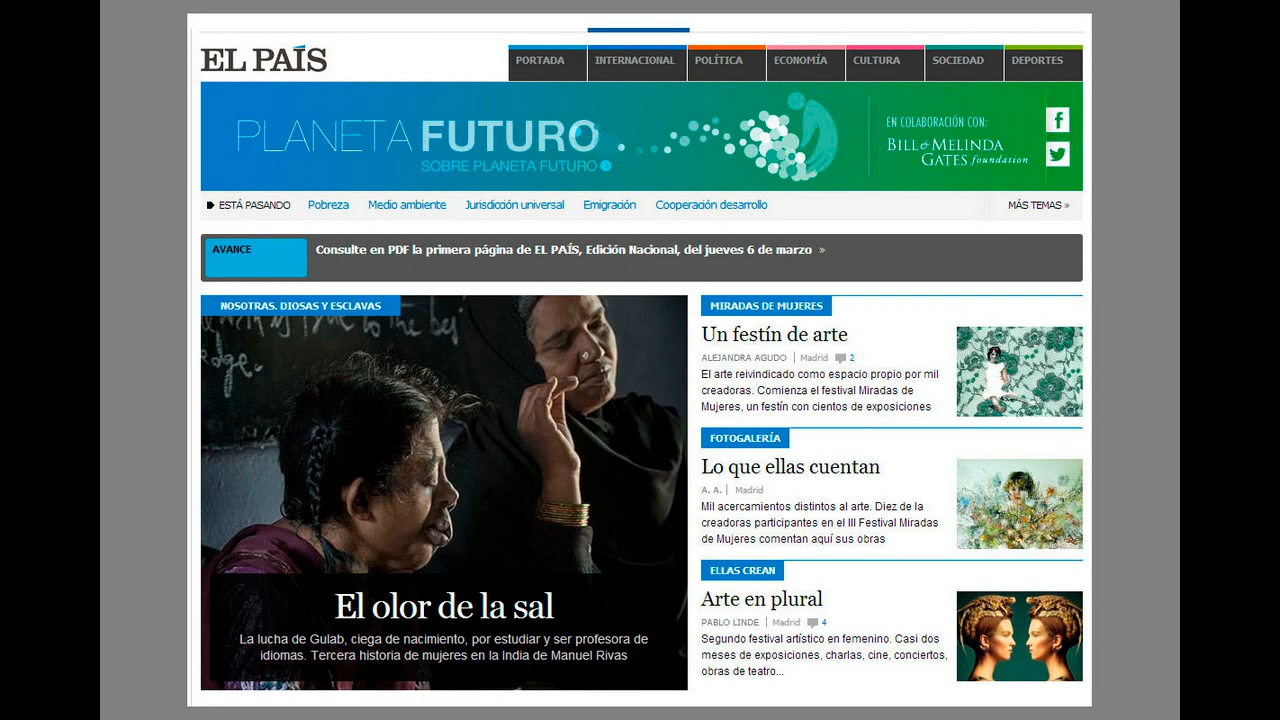 EL PAÍS
PORTADA
INTERNACIONAL
POLÍTICA
ECONOMÍA
CULTURA
SOCIEDAD
DEPORTES
PLANETA FUTURO
SOBRE PLANETA FUTURO
EN COLABORACIÓN CON:
BILL & MELINDA
GATES foundation
ESTÁ PASANDO
Pobreza
Medio ambiente
Jurisdicción universal
Emigración
Cooperación desarrollo
MÁS TEMAS »
AVANCE
Consulte en PDF la primera página de EL PAÍS, Edición Nacional, del jueves 6 de marzo »
NOSOTRAS. DIOSAS Y ESCLAVAS
to the
edge.
El olor de la sal
La lucha de Gulab, ciega de nacimiento, por estudiar y ser profesora de
idiomas. Tercera historia de mujeres en la India de Manuel Rivas
MIRADAS DE MUJERES
Un festín de arte
ALEJANDRA AGUDO | Madrid 2
El arte reivindicado como espacio propio por mil
creadoras. Comienza el festival Miradas de
Mujeres, un festín con cientos de exposiciones
FOTOGALERÍA
Lo que ellas cuentan
A. A. | Madrid
Mil acercamientos distintos al arte. Diez de la
creadoras participantes en el III Festival Miradas
de Mujeres comentan aquí sus obras
ELLAS CREAN
Arte en plural
PABLO LINDE | Madrid 4
Segundo festival artístico en femenino. Casi dos
meses de exposiciones, charlas, cine, conciertos,
obras de teatro...